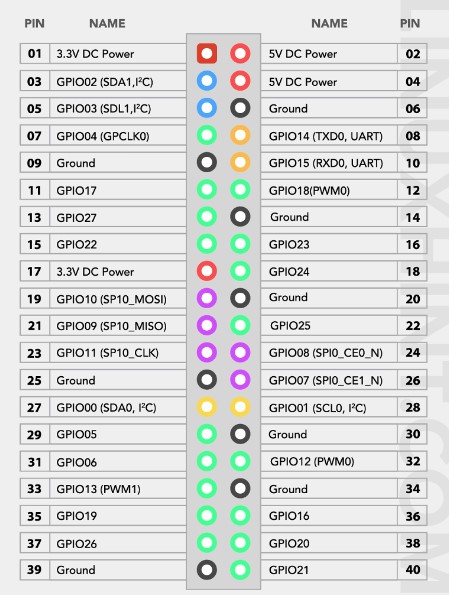 PIN NAME NAME PIN
01 3.3V DC Power 5V DC Power 02
03 GPIO02 (SDA1,I²C) 5V DC Power 04
05 GPIO03 (SDL1,I²C) Ground 06
07 GPIO04 (GPCLK0) GPIO14 (TXD0, UART) 08
09 Ground GPIO15 (RXD0, UART) 10
11 GPIO17 GPIO18(PWM0) 12
13 GPIO27 Ground 14
15 GPIO22 GPIO23 16
17 3.3V DC Power GPIO24 18
19 GPIO10 (SP10_MOSI) Ground 20
21 GPIO09 (SP10_MISO) GPIO25 22
23 GPIO11 (SP10_CLK) GPIO08 (SPI0_CE0_N) 24
25 Ground GPIO07 (SPI0_CE1_N) 26
27 GPIO00 (SDA0, I²C) GPIO01 (SCL0, I²C) 28
29 GPIO05 Ground 30
31 GPIO06 GPIO12 (PWM0) 32
33 GPIO13 (PWM1) Ground 34
35 GPIO19 GPIO16 36
37 GPIO26 GPIO20 38
39 Ground GPIO21 40